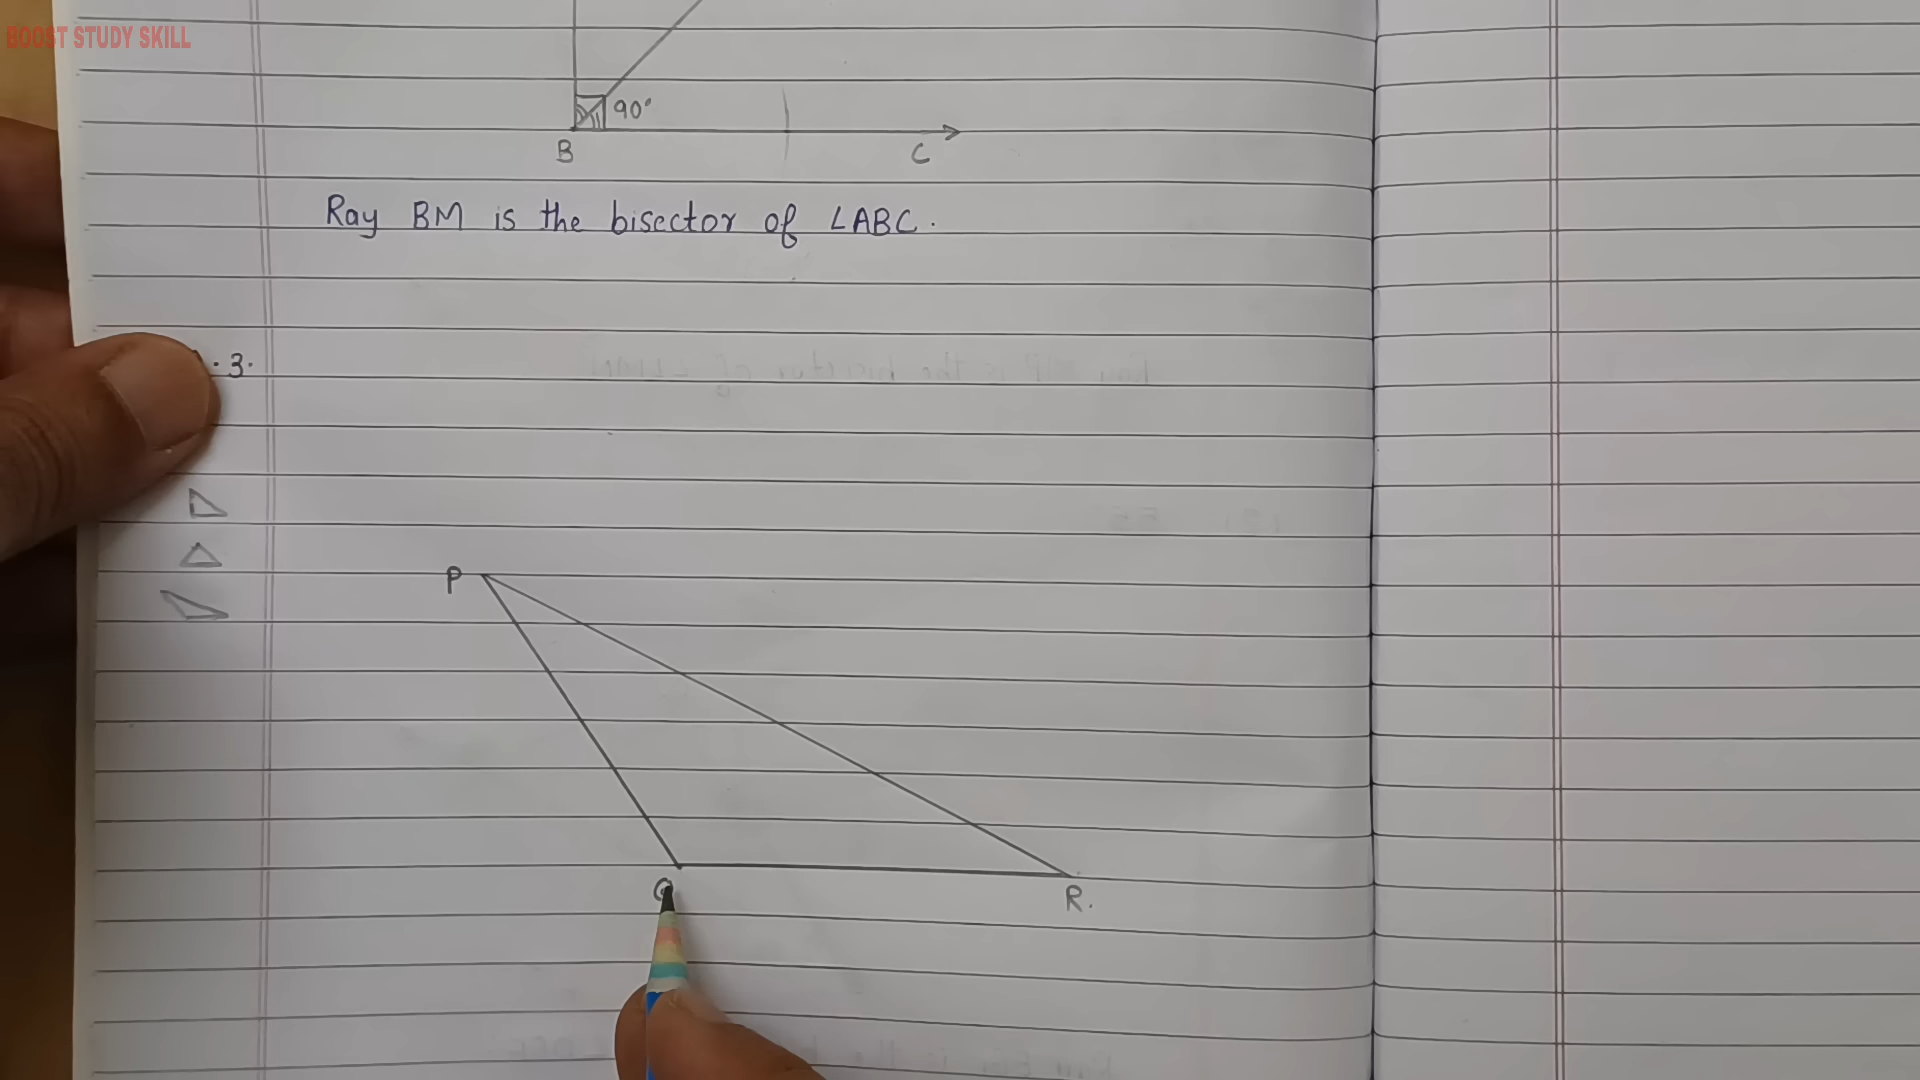 BOOST STUDY SKILL
90°
B
C
Ray BM is the bisector of ∠ABC.
.3.
P
Q
R.